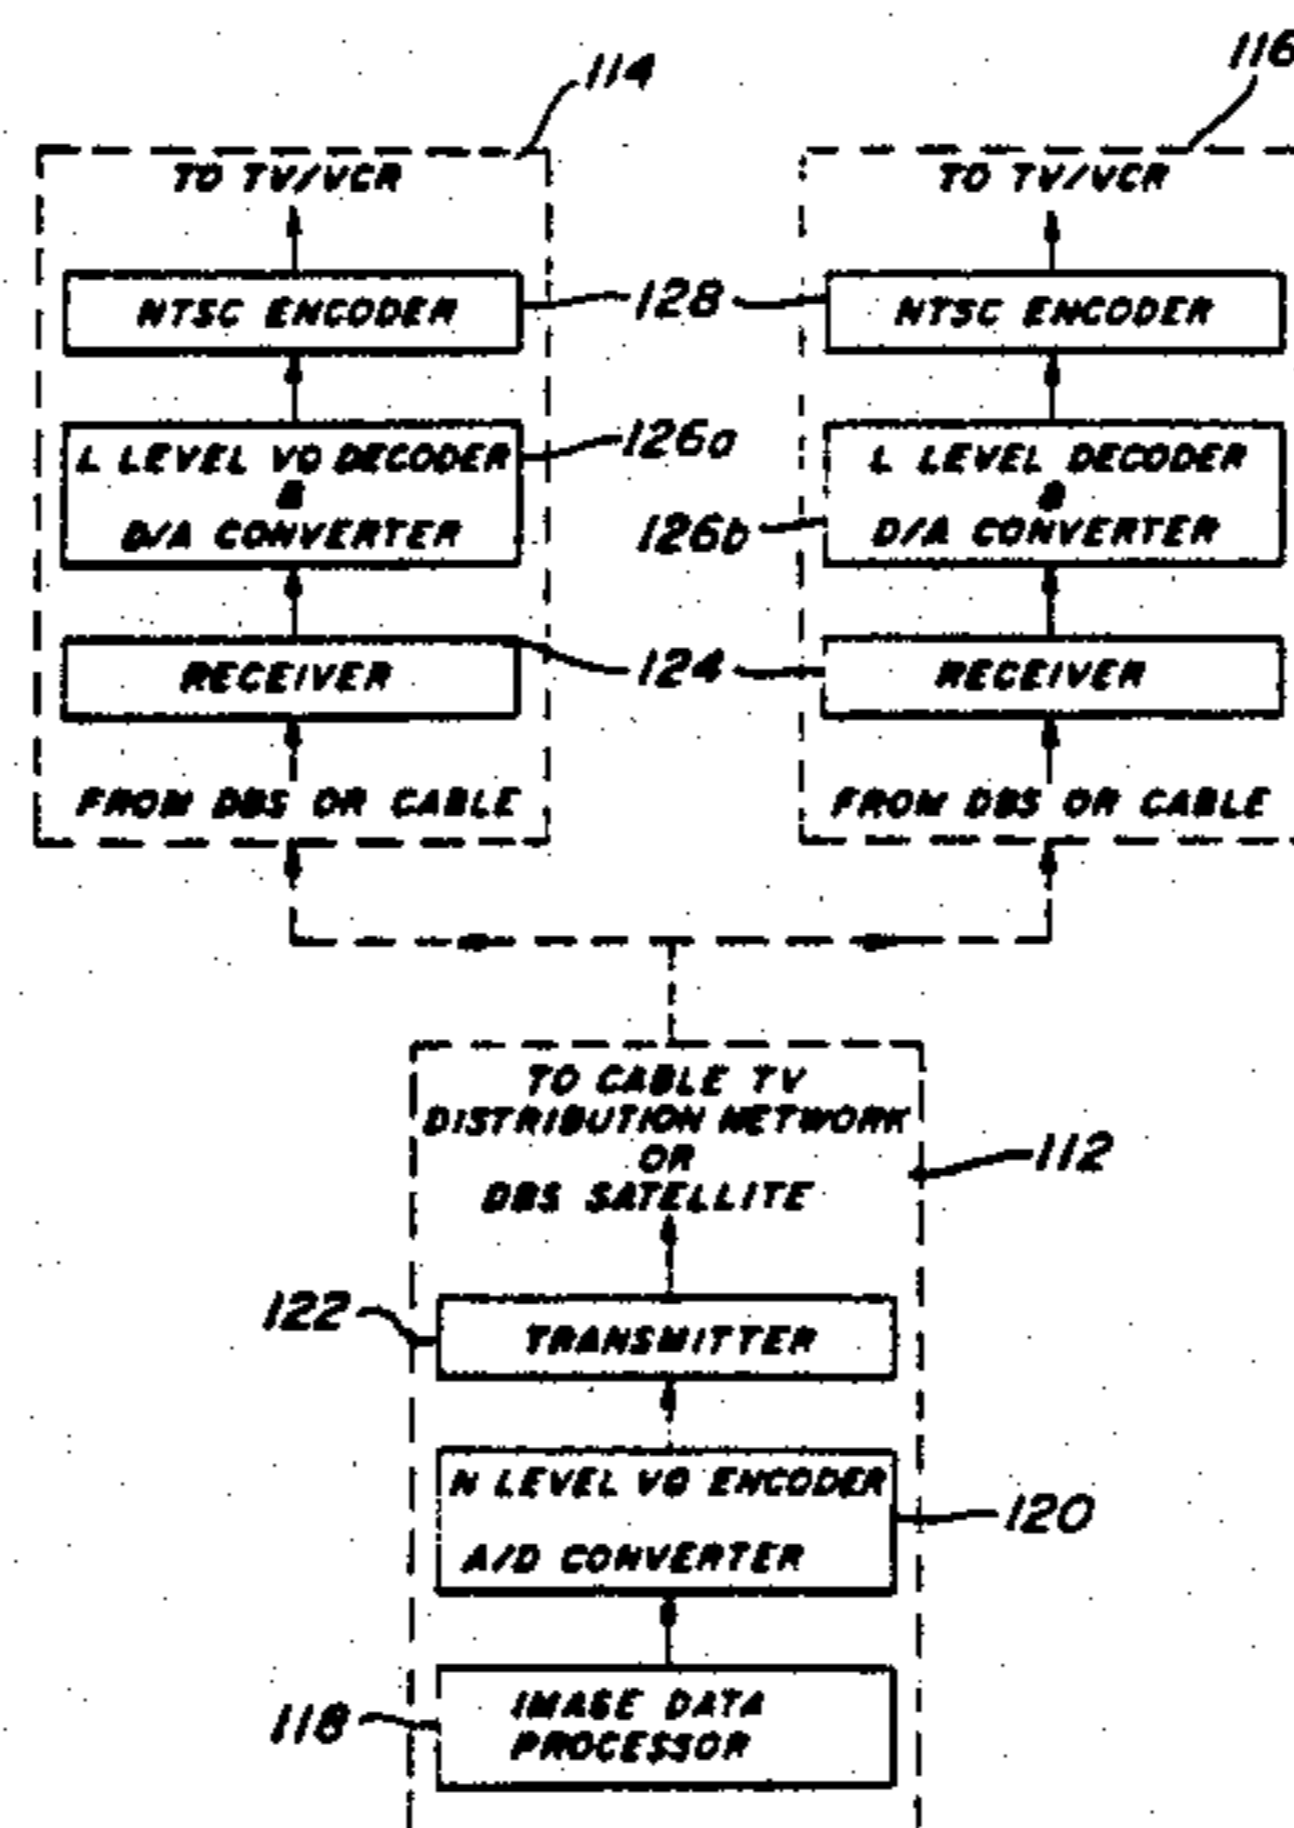 114
116
TO TV/VCR
TO TV/VCR
NTSC ENCODER
128
NTSC ENCODER
L LEVEL VQ DECODER
&
D/A CONVERTER
126a
L LEVEL DECODER
&
D/A CONVERTER
126b
RECEIVER
124
RECEIVER
FROM DBS OR CABLE
FROM DBS OR CABLE
TO CABLE TV
DISTRIBUTION NETWORK
OR
DBS SATELLITE
112
122
TRANSMITTER
N LEVEL VQ ENCODER
A/D CONVERTER
120
118
IMAGE DATA
PROCESSOR